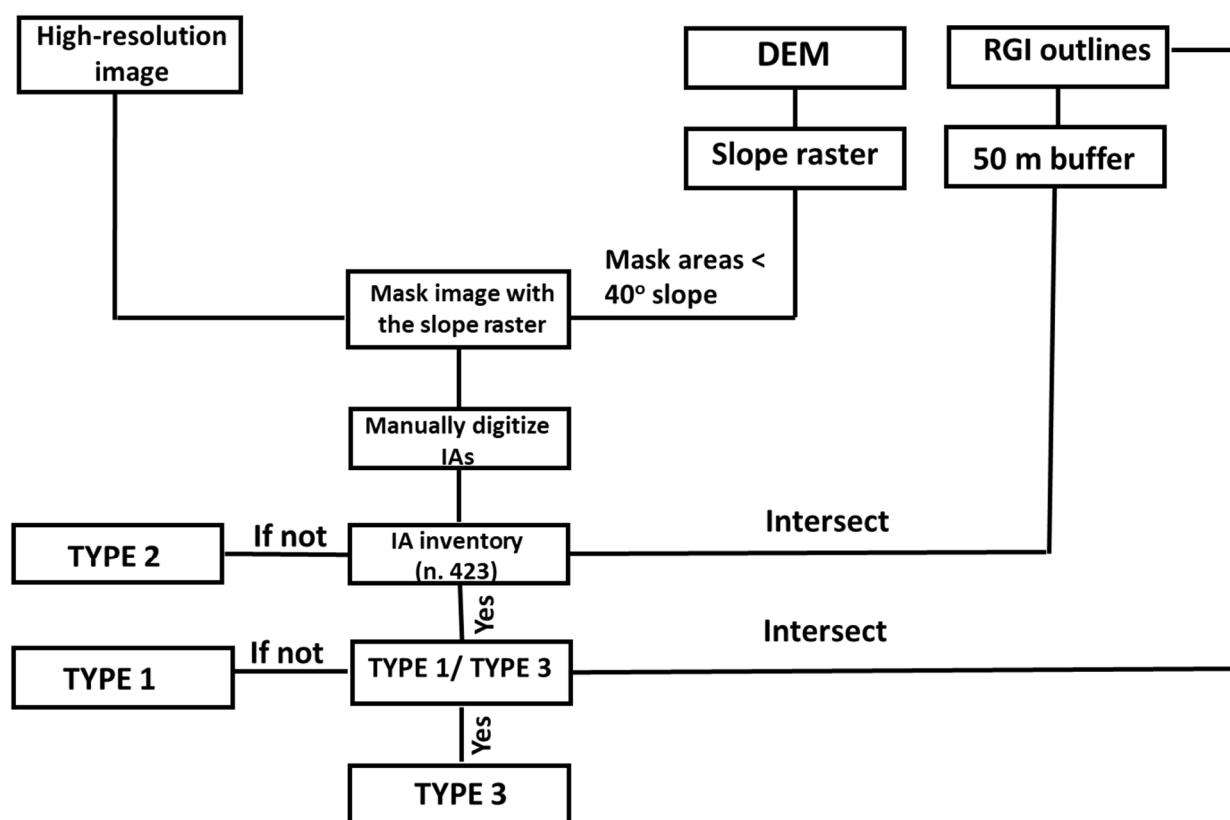 High-resolution
image
DEM
RGI outlines
Slope raster
50 m buffer
Mask areas <
40° slope
Mask image with
the slope raster
Manually digitize
IAs
TYPE 2
If not
IA inventory
(n. 423)
Intersect
Yes
TYPE 1
If not
TYPE 1/ TYPE 3
Intersect
Yes
TYPE 3